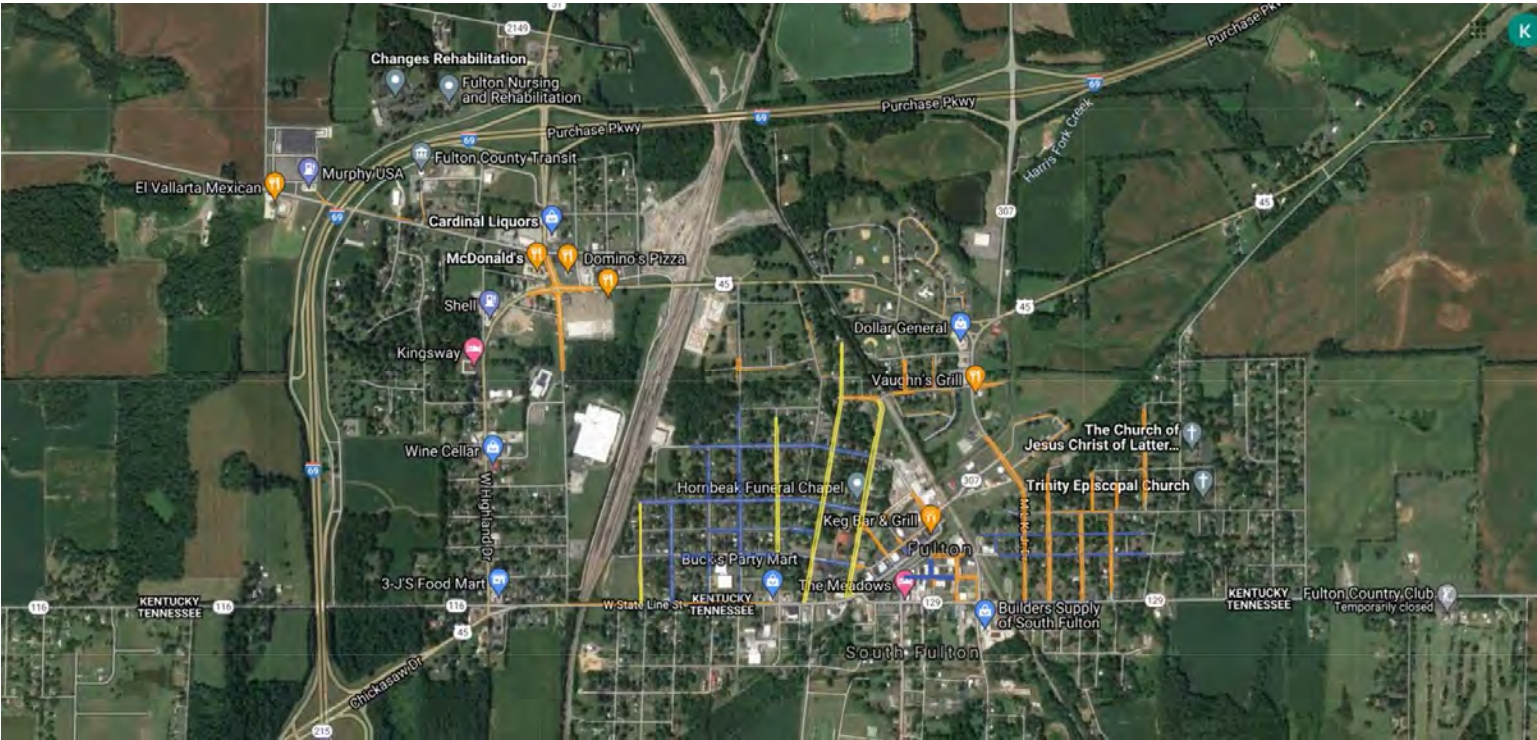 51
2149
Purchase Pkwy
K
Changes Rehabilitation
Fulton Nursing
and Rehabilitation
69
Purchase Pkwy
69
69
Purchase Pkwy
Harris Fork Creek
Fulton County Transit
Murphy USA
El Vallarta Mexican
69
45
307
Cardinal Liquors
McDonald's
Domino's Pizza
45
45
Shell
Dollar General
Kingsway
Vaughn's Grill
The Church of
Jesus Christ of Latter...
Wine Cellar
69
W Highland Dr
Hornbeak Funeral Chapel
307
Trinity Episcopal Church
Keg Bar & Grill
Fulton
Buck's Party Mart
3-J'S Food Mart
The Meadows
116
KENTUCKY
TENNESSEE
116
116
W State Line St
KENTUCKY
TENNESSEE
129
Builders Supply
of South Fulton
129
KENTUCKY
TENNESSEE
Fulton Country Club
Temporarily closed
45
South Fulton
Chickasaw Dr
215